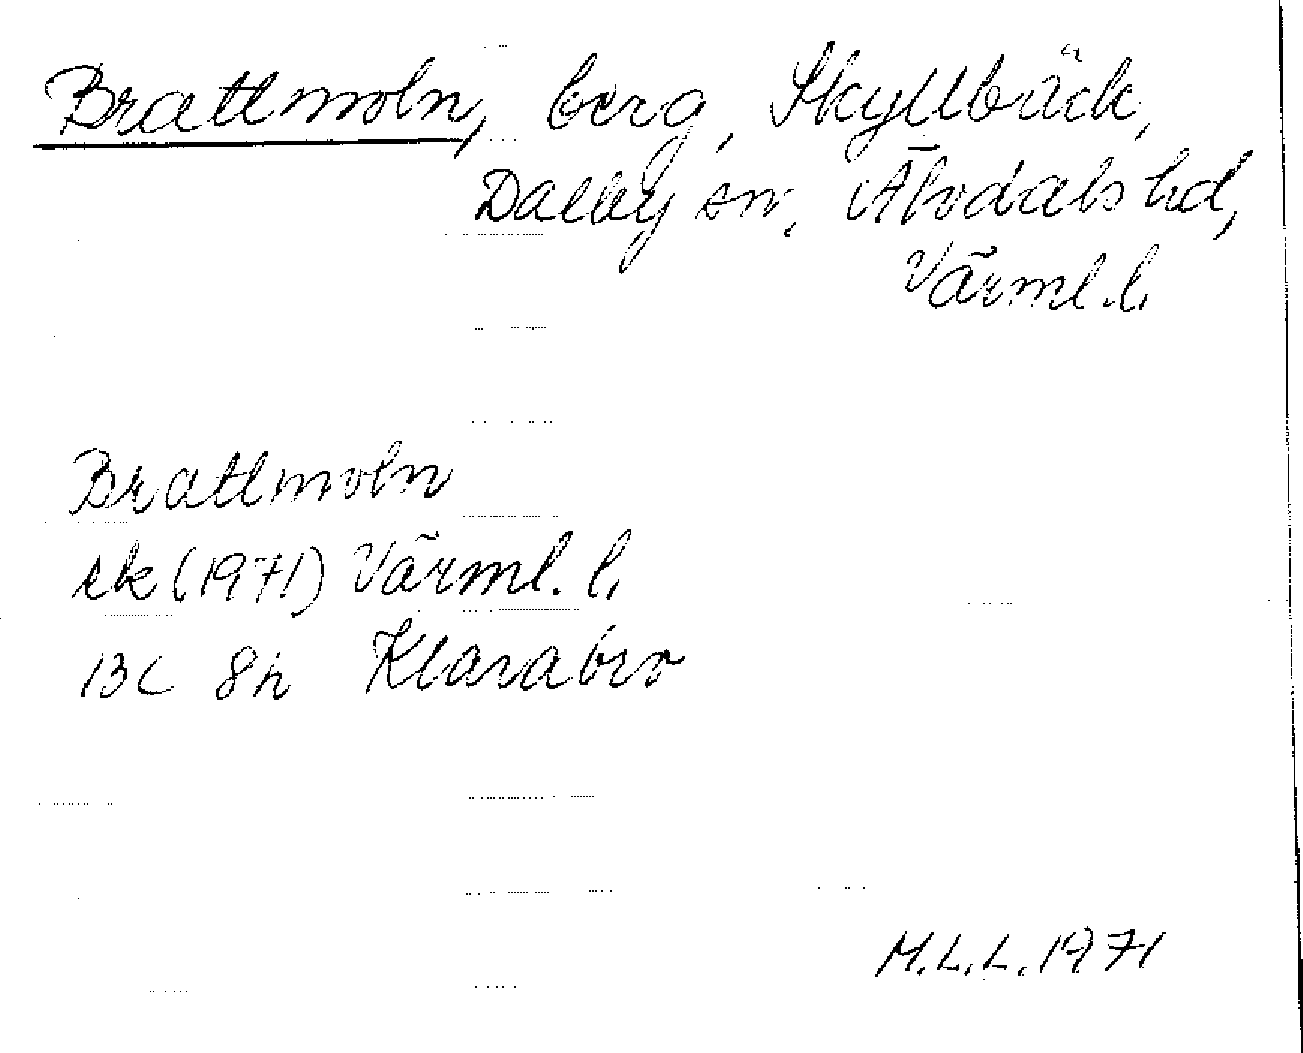 Brattmoln, berg, Skyllbäck,
Dalby sn, Älvdals hd,
Värml. l.
Brattmoln
ek (1971) Värml. l.
13C 8h Klarabro
M.L.L. 1971